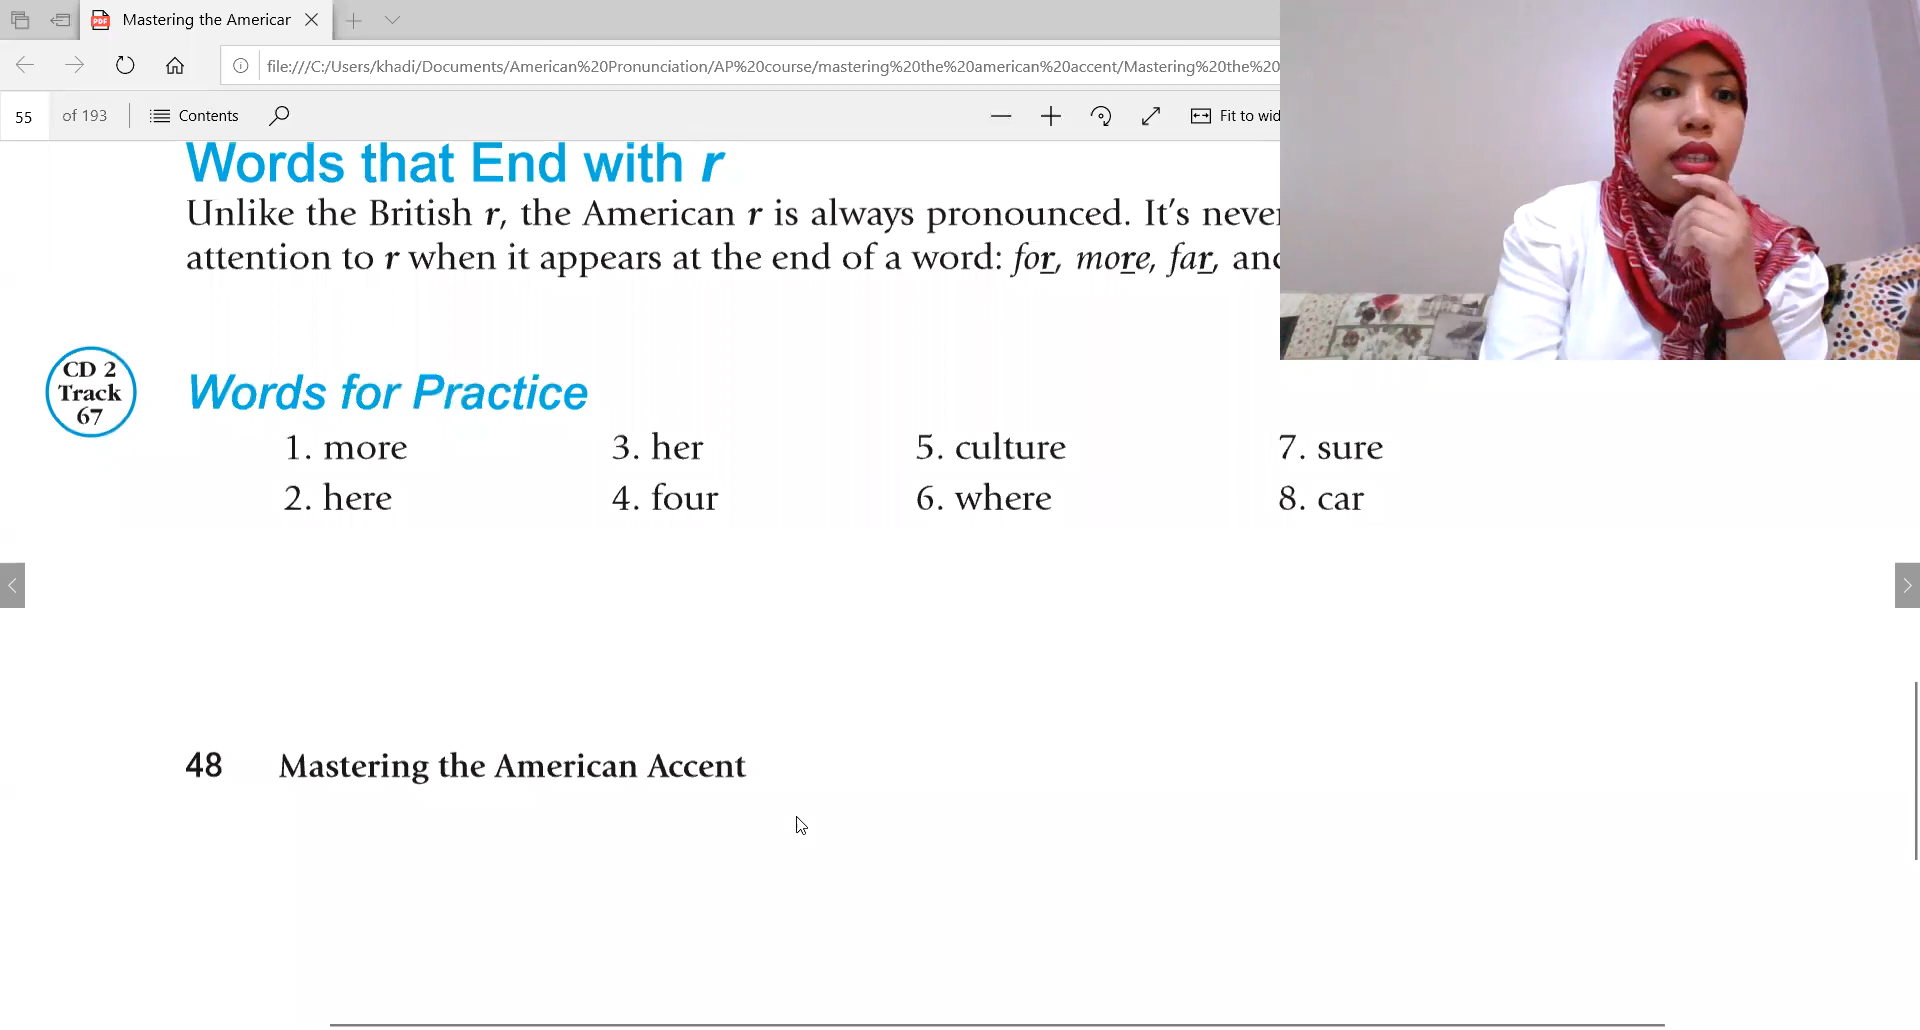 Mastering the Americar
file:///C:/Users/khadi/Documents/American%20Pronunciation/AP%20course/mastering%20the%20american%20accent/Mastering%20the%20
55 of 193 Contents Fit to wid
Words that End with r
Unlike the British r, the American r is always pronounced. It's never
attention to r when it appears at the end of a word: for, more, far, and
CD 2
Track
67
Words for Practice
1. more 3. her 5. culture 7. sure
2. here 4. four 6. where 8. car
48 Mastering the American Accent